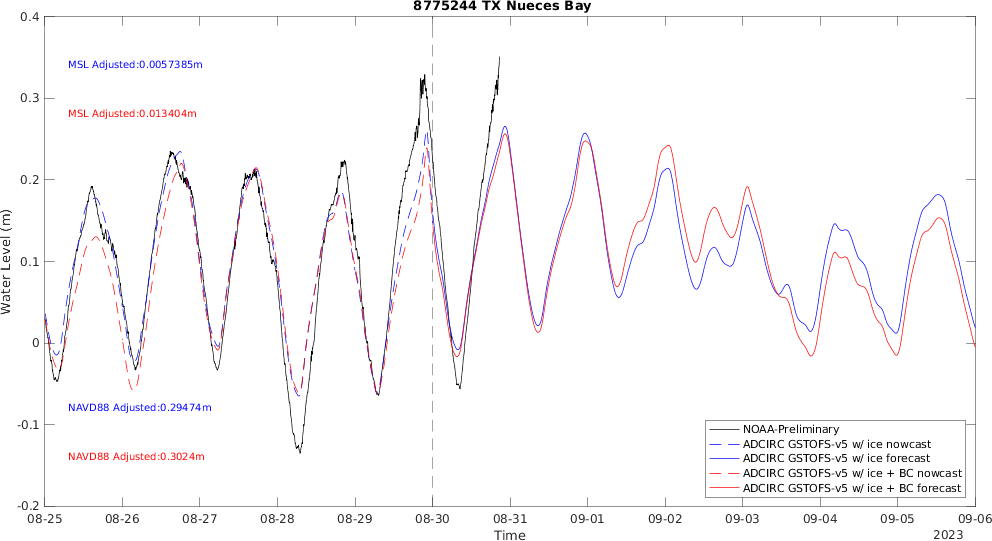 8775244 TX Nueces Bay
0.4
0.3
0.2
0.1
0
-0.1
-0.2
Water Level (m)
MSL Adjusted:0.0057385m
MSL Adjusted:0.013404m
NAVD88 Adjusted:0.29474m
NAVD88 Adjusted:0.3024m
NOAA-Preliminary
ADCIRC GSTOFS-v5 w/ ice nowcast
ADCIRC GSTOFS-v5 w/ ice forecast
ADCIRC GSTOFS-v5 w/ ice + BC nowcast
ADCIRC GSTOFS-v5 w/ ice + BC forecast
08-25 08-26 08-27 08-28 08-29 08-30 08-31 09-01 09-02 09-03 09-04 09-05 09-06
Time
2023